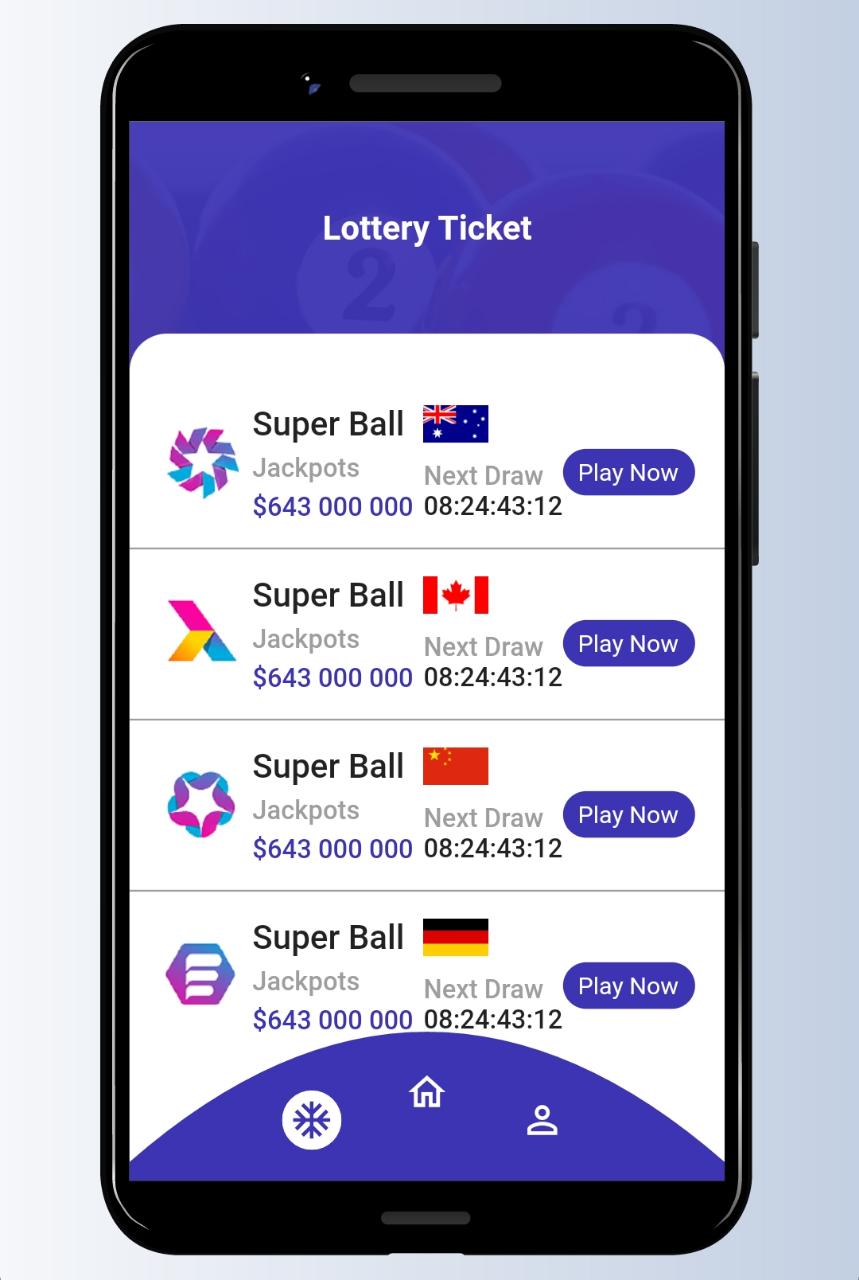 Lottery Ticket
2
2
Super Ball
Jackpots
Next Draw
Play Now
$643 000 000
08:24:43:12
Super Ball
Jackpots
Next Draw
Play Now
$643 000 000
08:24:43:12
Super Ball
Jackpots
Next Draw
Play Now
$643 000 000
08:24:43:12
Super Ball
Jackpots
Next Draw
Play Now
$643 000 000
08:24:43:12